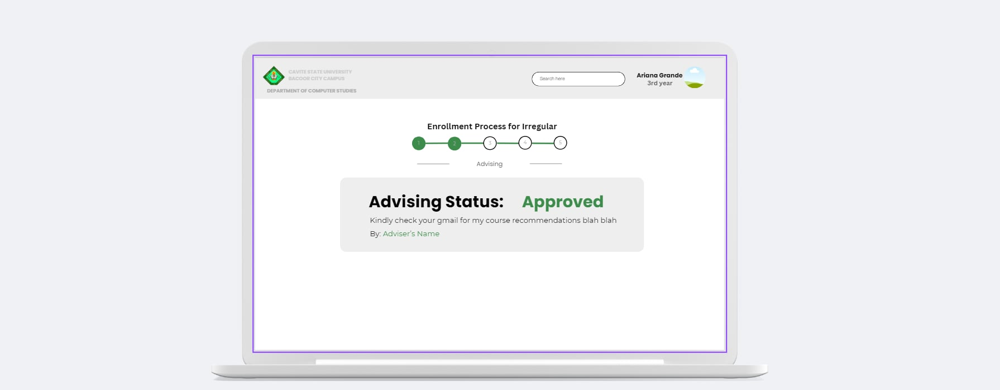 CAVITE STATE UNIVERSITY
BACOOR CITY CAMPUS
DEPARTMENT OF COMPUTER STUDIES
Search here
Ariana Grande
3rd year
Enrollment Process for Irregular
1 2 3 4 5
Advising
Advising Status: Approved
Kindly check your gmail for my course recommendations blah blah
By: Adviser's Name